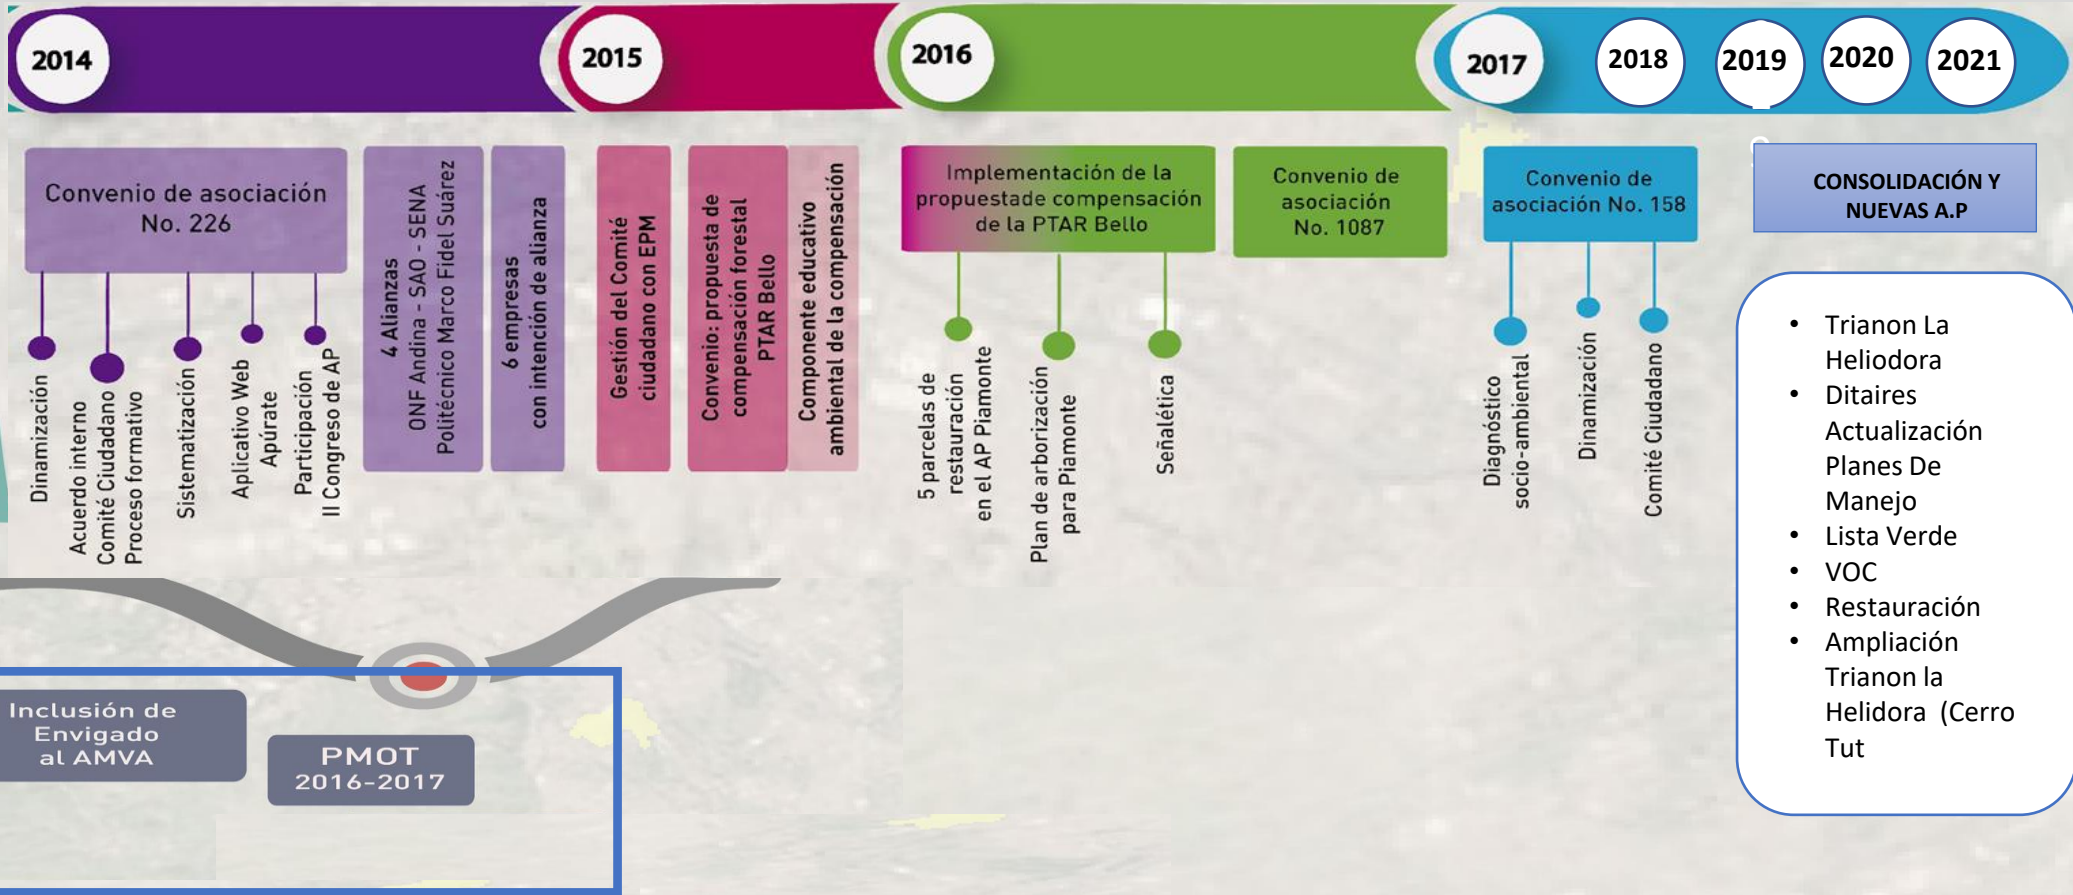 2014
2015
2016
2017
2018
2019
2020
2021
Convenio de asociación
No. 226
Dinamización
Acuerdo interno
Comité Ciudadano
Proceso formativo
Sistematización
Aplicativo Web
Apúrate
Participación
II Congreso de AP
4 Alianzas
ONF Andina - SAO - SENA
Politécnico Marco Fidel Suárez
6 empresas
con intención de alianza
Gestión del Comité
ciudadano con EPM
Convenio: propuesta de
compensación forestal
PTAR Bello
Componente educativo
ambiental de la compensación
Implementación de la
propuestade compensación
de la PTAR Bello
5 parcelas de
restauración
en el AP Piamonte
Plan de arborización
para Piamonte
Señalética
Convenio de
asociación
No. 1087
Convenio de
asociación No. 158
Diagnóstico
socio-ambiental
Dinamización
Comité Ciudadano
CONSOLIDACIÓN Y
NUEVAS A.P
• Trianon La
Heliodora
• Ditaires
Actualización
Planes De
Manejo
• Lista Verde
• VOC
• Restauración
• Ampliación
Trianon la
Helidora (Cerro
Tut
Inclusión de
Envigado
al AMVA
PMOT
2016-2017